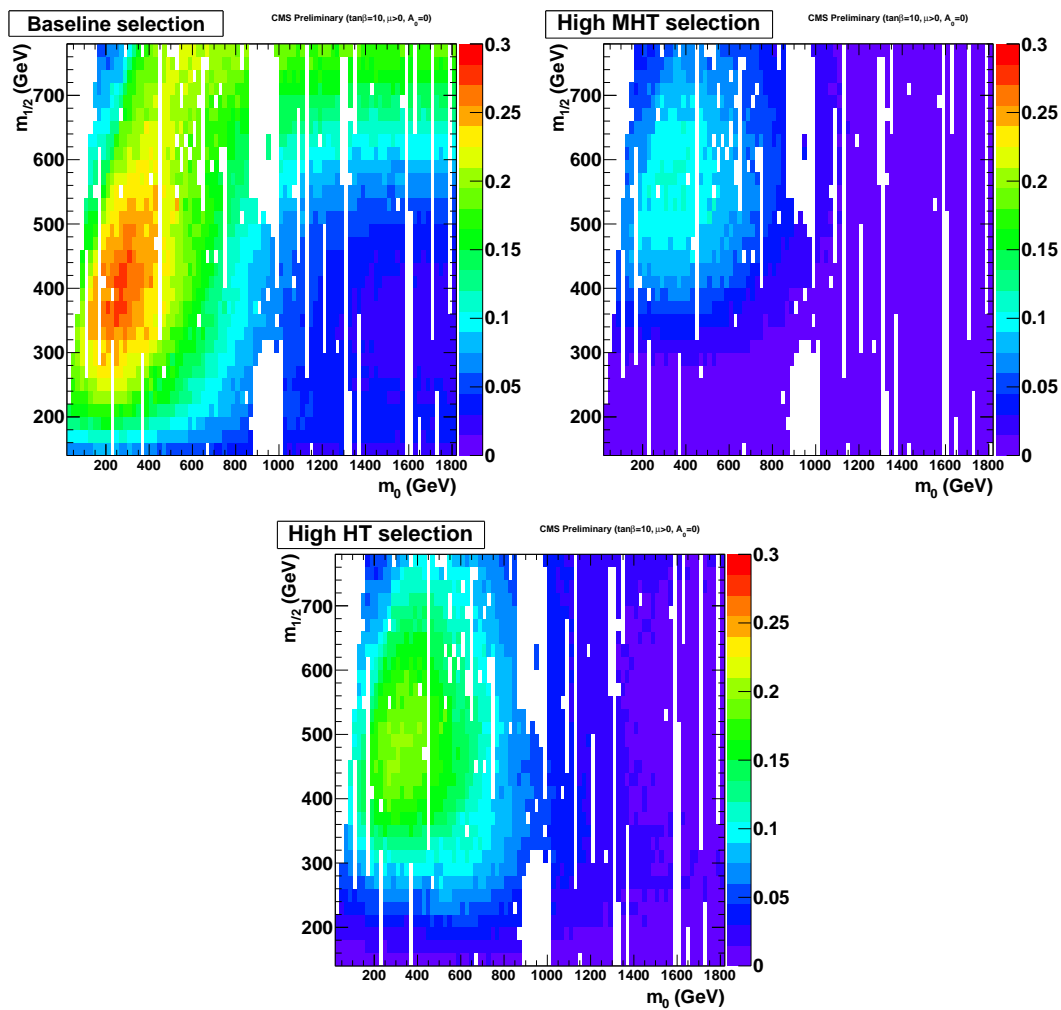 Baseline selection
CMS Preliminary (tanβ=10, μ>0, A₀=0)
m₁/₂ (GeV)
700
600
500
400
300
200
200 400 600 800 1000 1200 1400 1600 1800
m₀ (GeV)
0.3
0.25
0.2
0.15
0.1
0.05
0
High MHT selection
CMS Preliminary (tanβ=10, μ>0, A₀=0)
m₁/₂ (GeV)
700
600
500
400
300
200
200 400 600 800 1000 1200 1400 1600 1800
m₀ (GeV)
0.3
0.25
0.2
0.15
0.1
0.05
0
High HT selection
CMS Preliminary (tanβ=10, μ>0, A₀=0)
m₁/₂ (GeV)
700
600
500
400
300
200
200 400 600 800 1000 1200 1400 1600 1800
m₀ (GeV)
0.3
0.25
0.2
0.15
0.1
0.05
0